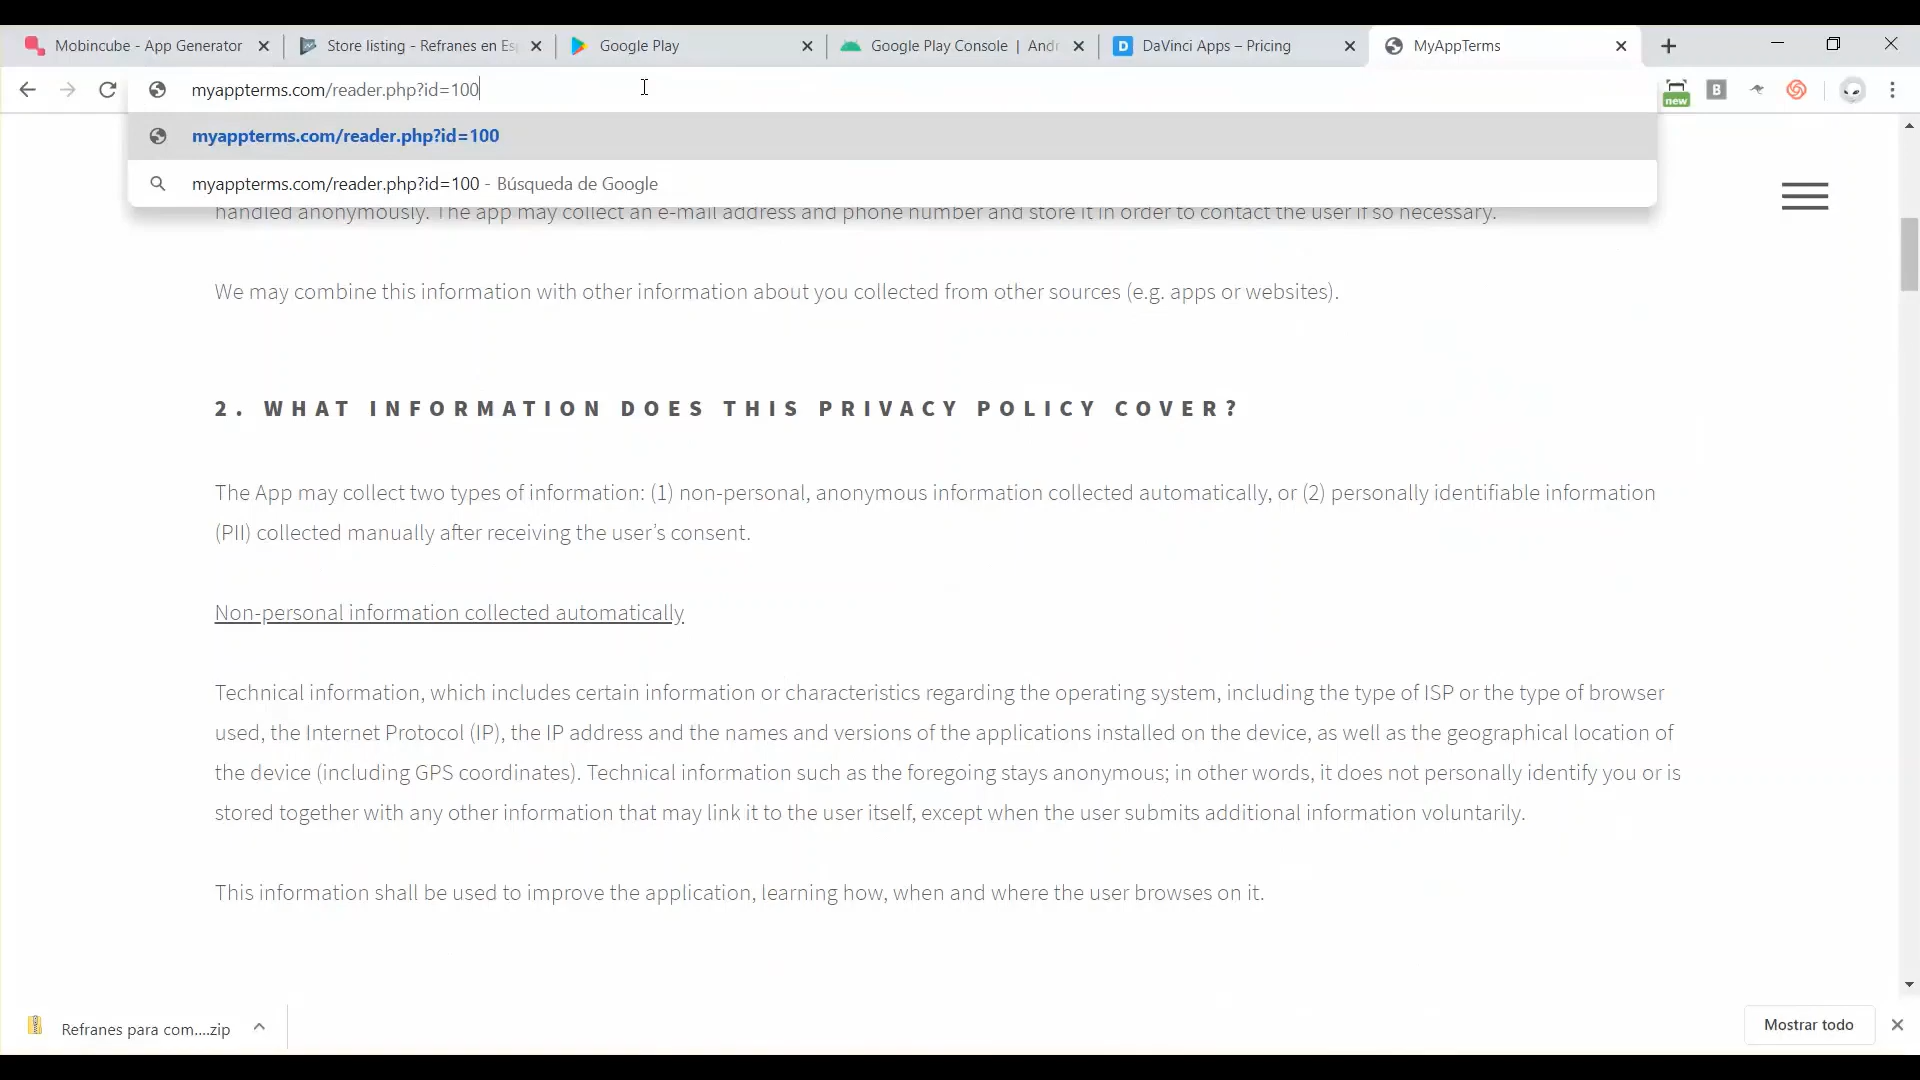 Mobincube - App Generator
Store listing - Refranes en Es
Google Play
Google Play Console | Andr
DaVinci Apps – Pricing
MyAppTerms
myappterms.com/reader.php?id=100
new
B
myappterms.com/reader.php?id=100
myappterms.com/reader.php?id=100 - Búsqueda de Google
handled anonymously. The app may collect an e-mail address and phone number and store it in order to contact the user if so necessary.
We may combine this information with other information about you collected from other sources (e.g. apps or websites).
2. WHAT INFORMATION DOES THIS PRIVACY POLICY COVER?
The App may collect two types of information: (1) non-personal, anonymous information collected automatically, or (2) personally identifiable information
(PII) collected manually after receiving the user’s consent.
Non-personal information collected automatically
Technical information, which includes certain information or characteristics regarding the operating system, including the type of ISP or the type of browser
used, the Internet Protocol (IP), the IP address and the names and versions of the applications installed on the device, as well as the geographical location of
the device (including GPS coordinates). Technical information such as the foregoing stays anonymous; in other words, it does not personally identify you or is
stored together with any other information that may link it to the user itself, except when the user submits additional information voluntarily.
This information shall be used to improve the application, learning how, when and where the user browses on it.
Refranes para com....zip
Mostrar todo